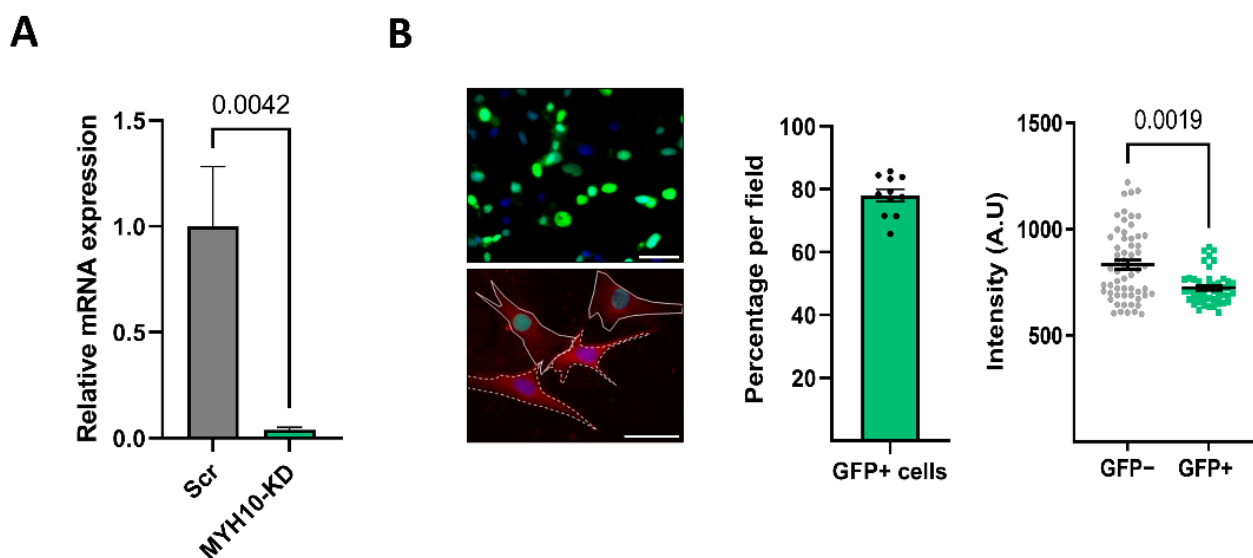 A
B
Relative mRNA expression
0.0042
1.5
1.0
0.5
0.0
Scr
MYH10-KD
Percentage per field
100
80
60
40
20
GFP+ cells
Intensity (A.U)
0.0019
1500
1000
500
GFP−
GFP+